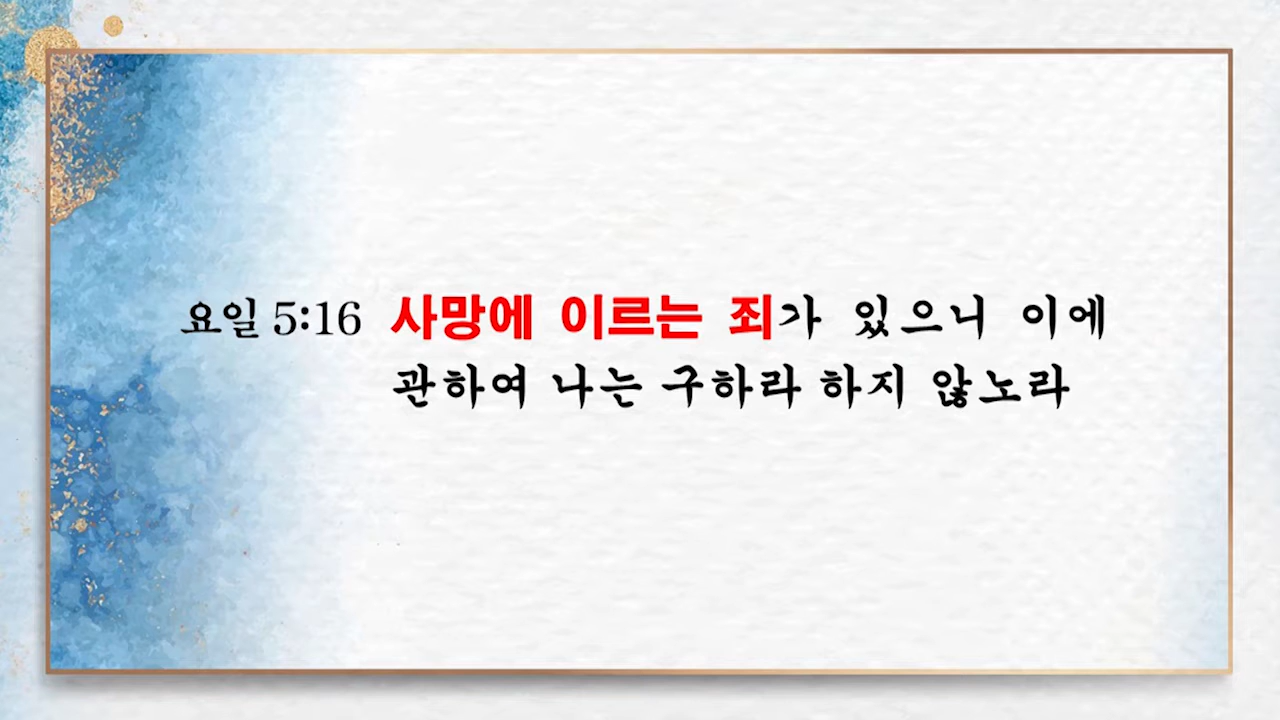 요일 5:16 사망에 이르는 죄가 있으니 이에
관하여 나는 구하라 하지 않노라